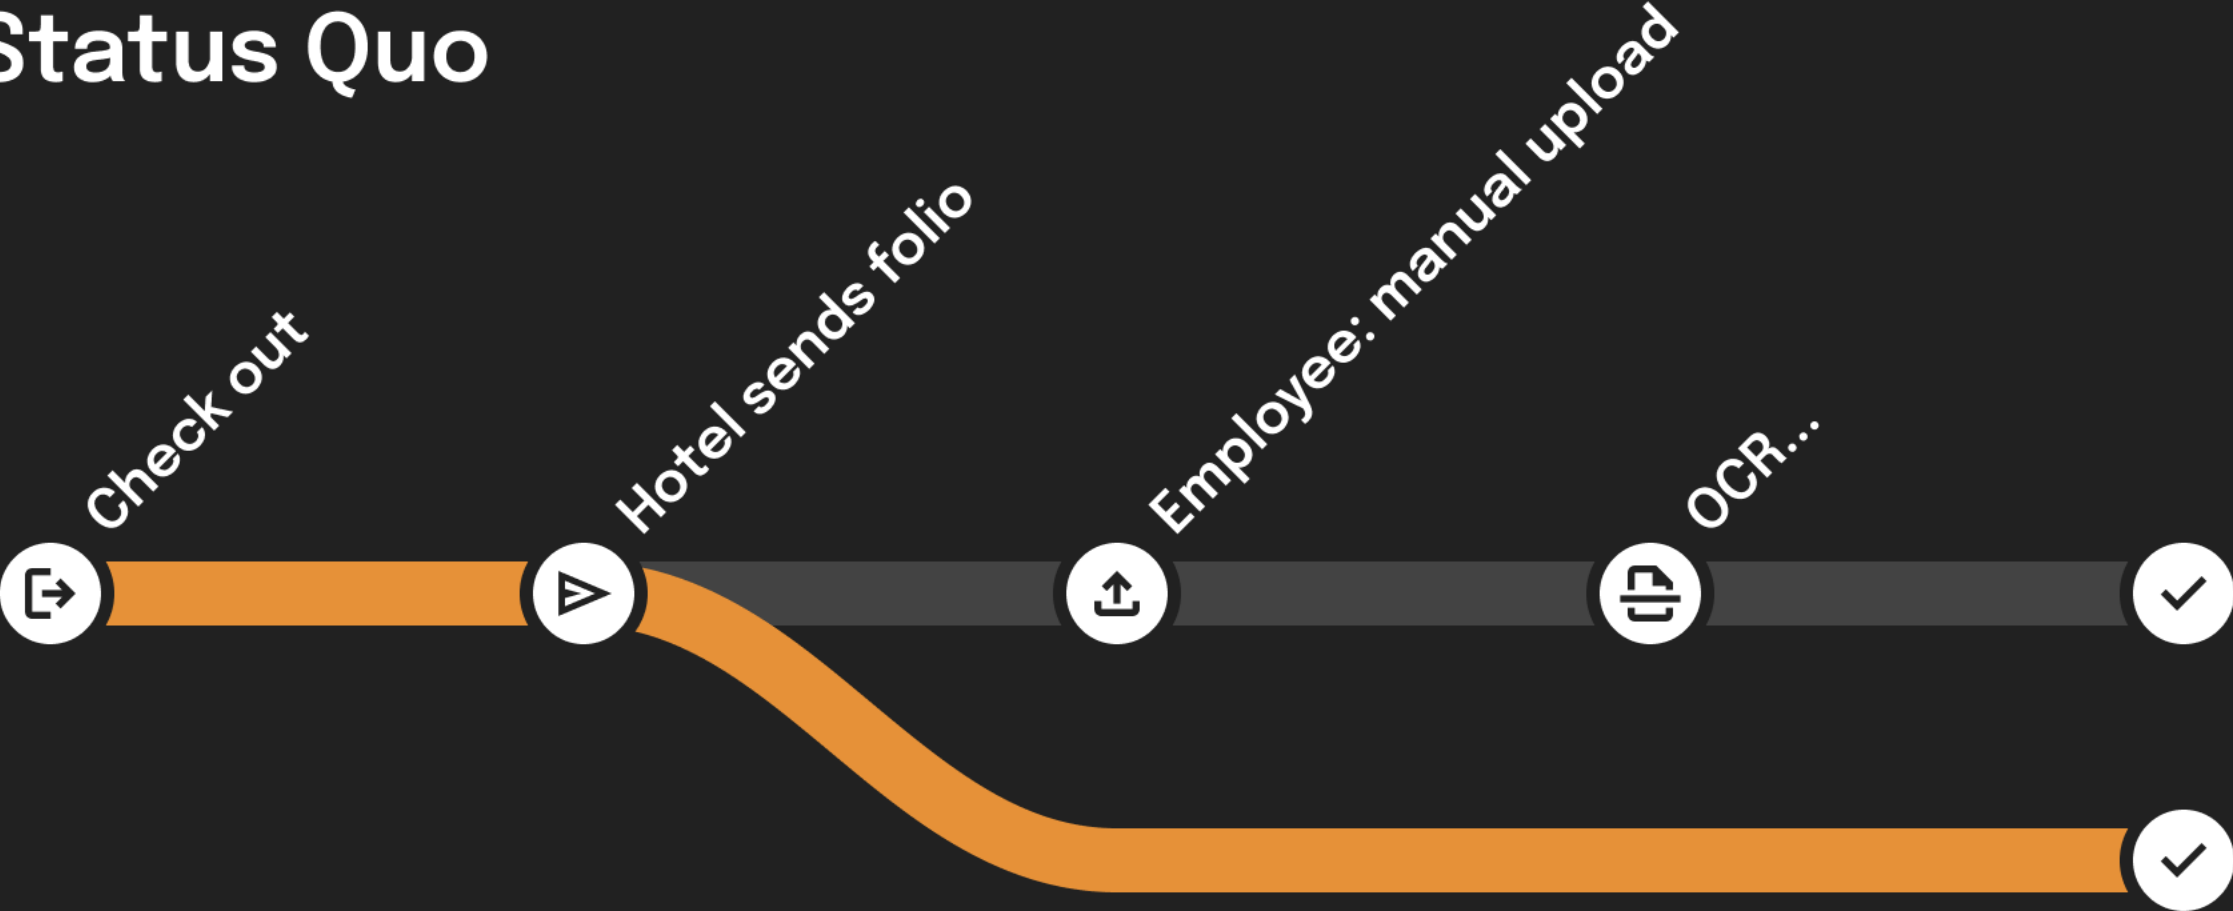 Status Quo
Check out
Hotel sends folio
Employee: manual upload
OCR...